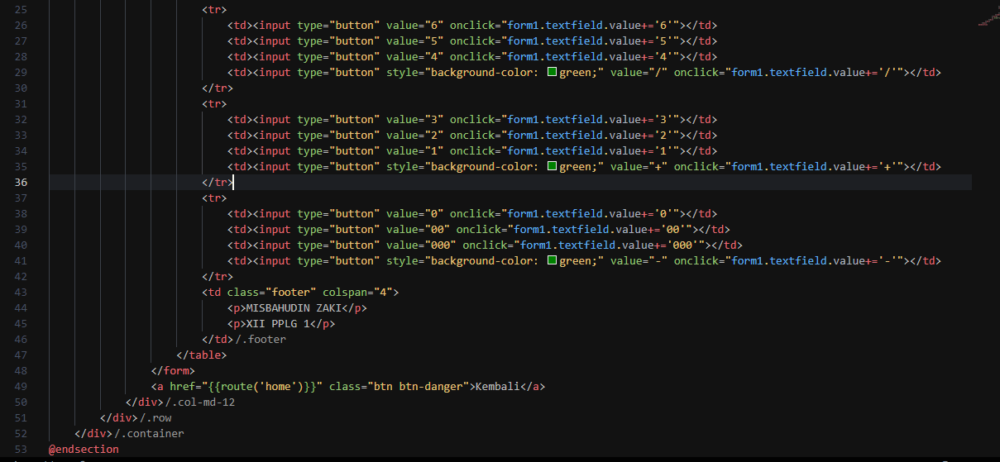 25 <tr>
26 <td><input type="button" value="6" onclick="form1.textfield.value+='6'"></td>
27 <td><input type="button" value="5" onclick="form1.textfield.value+='5'"></td>
28 <td><input type="button" value="4" onclick="form1.textfield.value+='4'"></td>
29 <td><input type="button" style="background-color: green;" value="/" onclick="form1.textfield.value+='/'"></td>
30 </tr>
31 <tr>
32 <td><input type="button" value="3" onclick="form1.textfield.value+='3'"></td>
33 <td><input type="button" value="2" onclick="form1.textfield.value+='2'"></td>
34 <td><input type="button" value="1" onclick="form1.textfield.value+='1'"></td>
35 <td><input type="button" style="background-color: green;" value="+" onclick="form1.textfield.value+='+'"></td>
36 </tr>
37 <tr>
38 <td><input type="button" value="0" onclick="form1.textfield.value+='0'"></td>
39 <td><input type="button" value="00" onclick="form1.textfield.value+='00'"></td>
40 <td><input type="button" value="000" onclick="form1.textfield.value+='000'"></td>
41 <td><input type="button" style="background-color: green;" value="-" onclick="form1.textfield.value+='-'"></td>
42 </tr>
43 <td class="footer" colspan="4">
44 <p>MISBAHUDIN ZAKI</p>
45 <p>XII PPLG 1</p>
46 </td>/.footer
47 </table>
48 </form>
49 <a href="{{route('home')}}" class="btn btn-danger">Kembali</a>
50 </div>/.col-md-12
51 </div>/.row
52 </div>/.container
53 @endsection